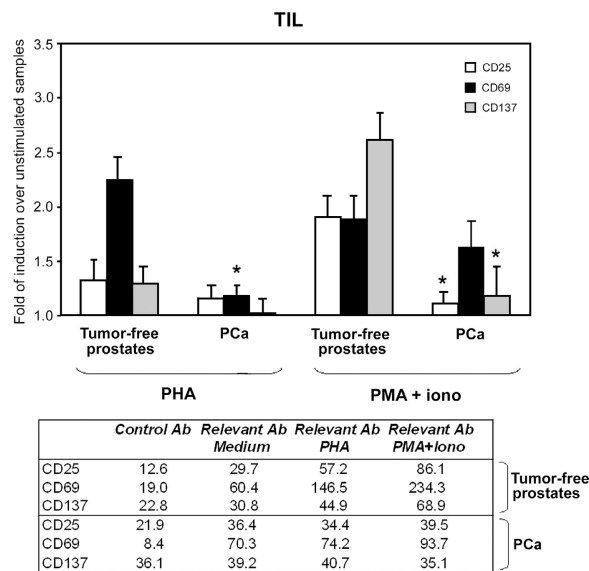 TIL
Fold of induction over unstimulated samples
3.5
3.0
2.5
2.0
1.5
1.0
CD25
CD69
CD137
*
*
*
Tumor-free prostates
PCa
Tumor-free prostates
PCa
PHA
PMA + iono
Control Ab Relevant Ab Medium Relevant Ab PHA Relevant Ab PMA+Iono
CD25 12.6 29.7 57.2 86.1
CD69 19.0 60.4 146.5 234.3
CD137 22.8 30.8 44.9 68.9
Tumor-free prostates
CD25 21.9 36.4 34.4 39.5
CD69 8.4 70.3 74.2 93.7
CD137 36.1 39.2 40.7 35.1
PCa